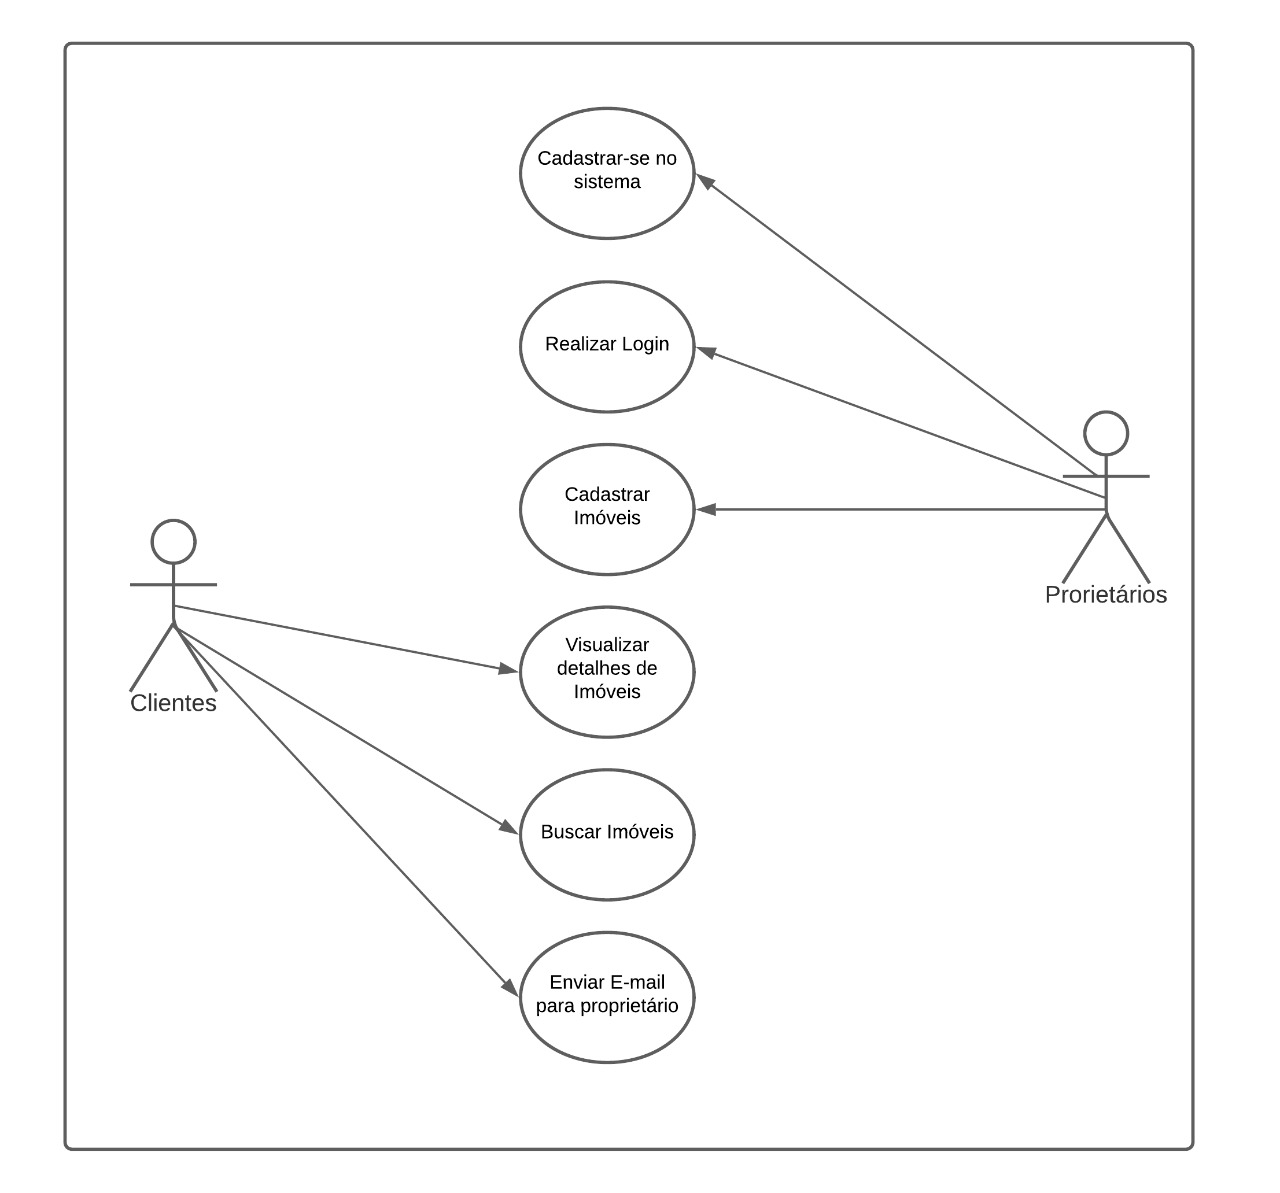 Cadastrar-se no
sistema
Realizar Login
Cadastrar
Imóveis
Prorietários
Visualizar
detalhes de
Imóveis
Clientes
Buscar Imóveis
Enviar E-mail
para proprietário